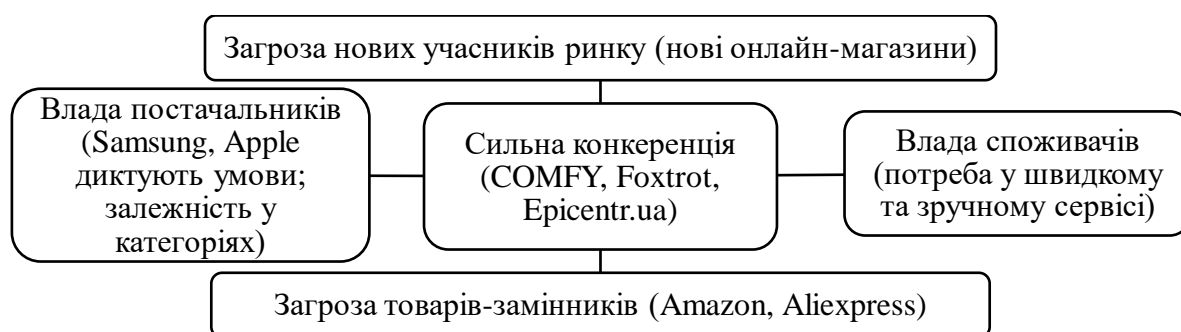 Загроза нових учасників ринку (нові онлайн-магазини)
Влада постачальників
(Samsung, Apple
диктують умови;
залежність у
категоріях)
Сильна конкеренція
(COMFY, Foxtrot,
Epicentr.ua)
Влада споживачів
(потреба у швидкому
та зручному сервісі)
Загроза товарів-замінників (Amazon, Aliexpress)